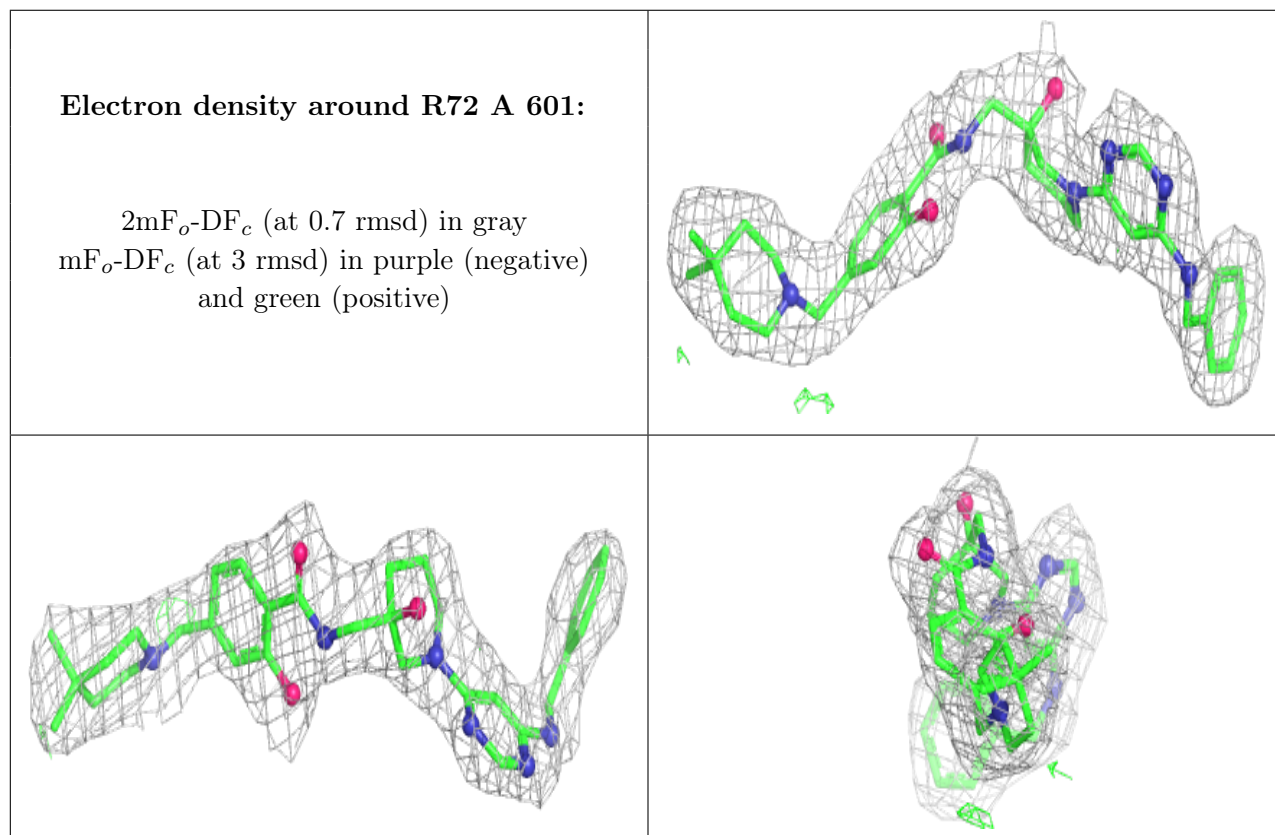 Electron density around R72 A 601:
2mFo-DFc (at 0.7 rmsd) in gray
mFo-DFc (at 3 rmsd) in purple (negative)
and green (positive)